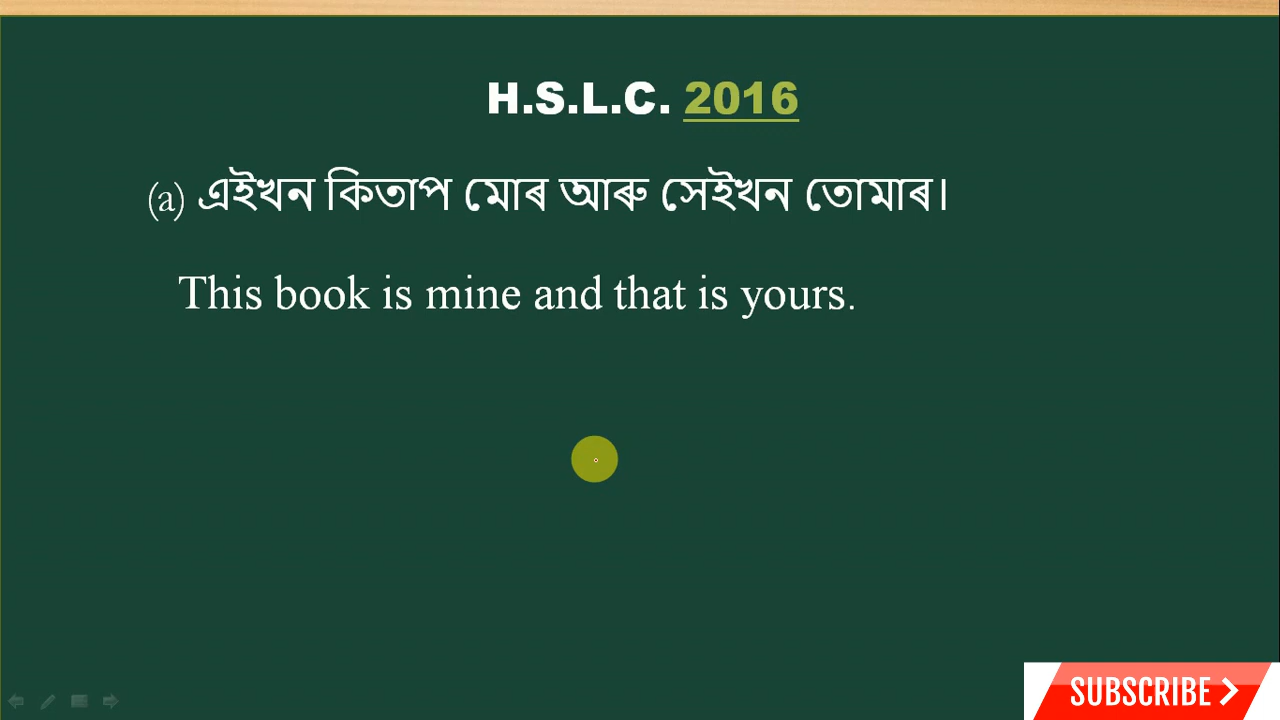 H.S.L.C. 2016
(a) এইখন কিতাপ মোৰ আৰু সেইখন তোমাৰ।
This book is mine and that is yours.
SUBSCRIBE